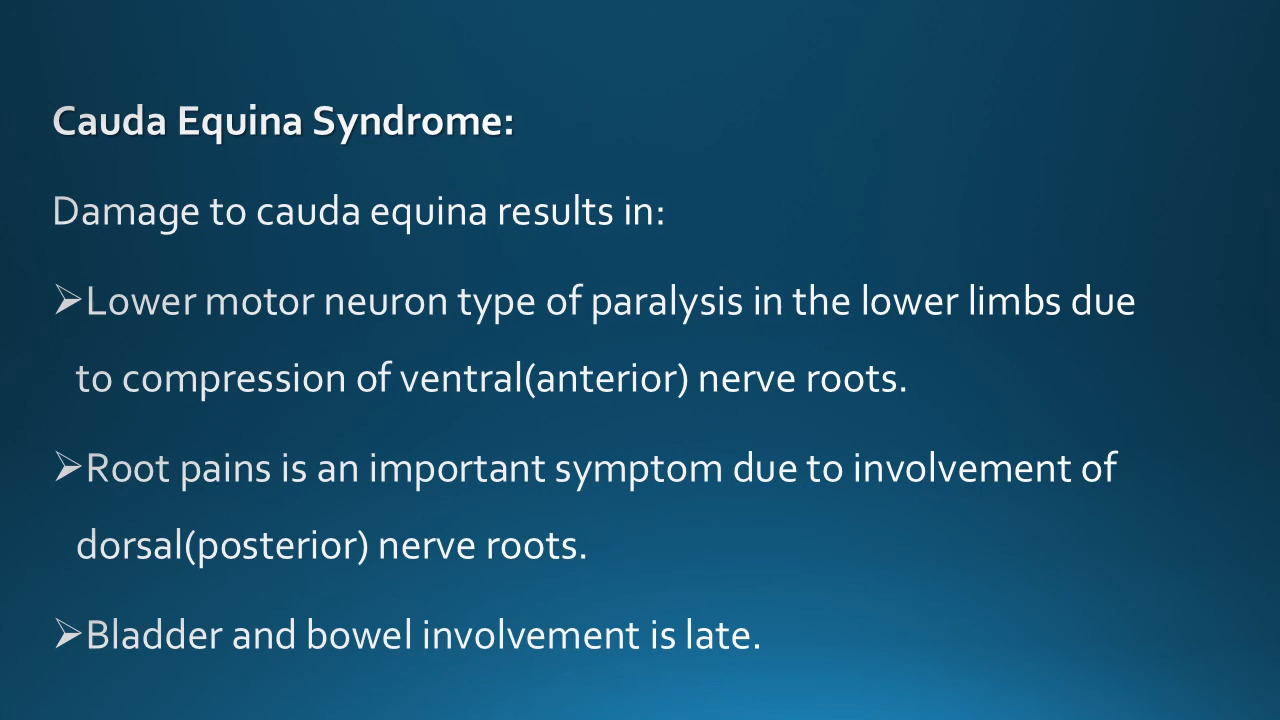 Cauda Equina Syndrome:
Damage to cauda equina results in:
➢Lower motor neuron type of paralysis in the lower limbs due
to compression of ventral(anterior) nerve roots.
➢Root pains is an important symptom due to involvement of
dorsal(posterior) nerve roots.
➢Bladder and bowel involvement is late.